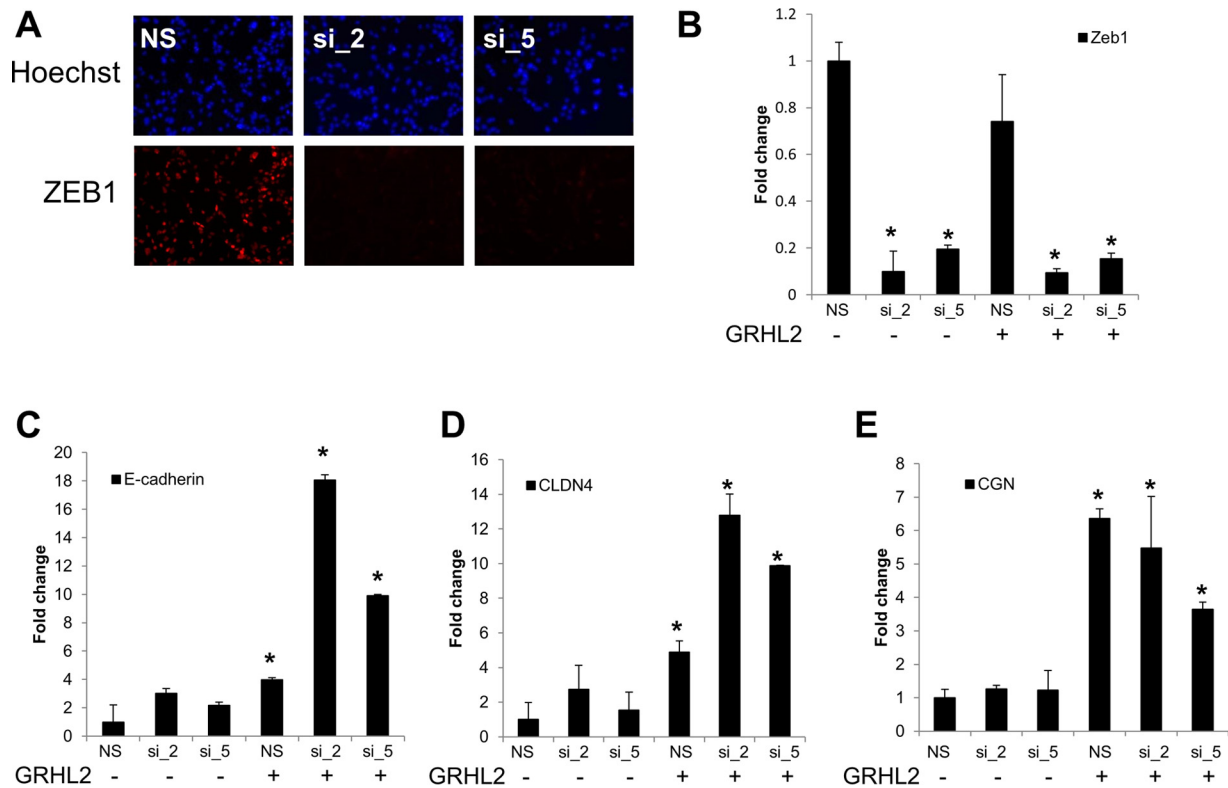 A
NS si_2 si_5
Hoechst
ZEB1
B
Zeb1
Fold change
1.2
1
0.8
0.6
0.4
0.2
0
* * * *
NS si_2 si_5 NS si_2 si_5
GRHL2 - - - + + +
C
E-cadherin
Fold change
20
18
16
14
12
10
8
6
4
2
0
* * *
NS si_2 si_5 NS si_2 si_5
GRHL2 - - - + + +
D
CLDN4
Fold change
16
14
12
10
8
6
4
2
0
* * *
NS si_2 si_5 NS si_2 si_5
GRHL2 - - - + + +
E
CGN
Fold change
8
7
6
5
4
3
2
1
0
* * *
NS si_2 si_5 NS si_2 si_5
GRHL2 - - - + + +